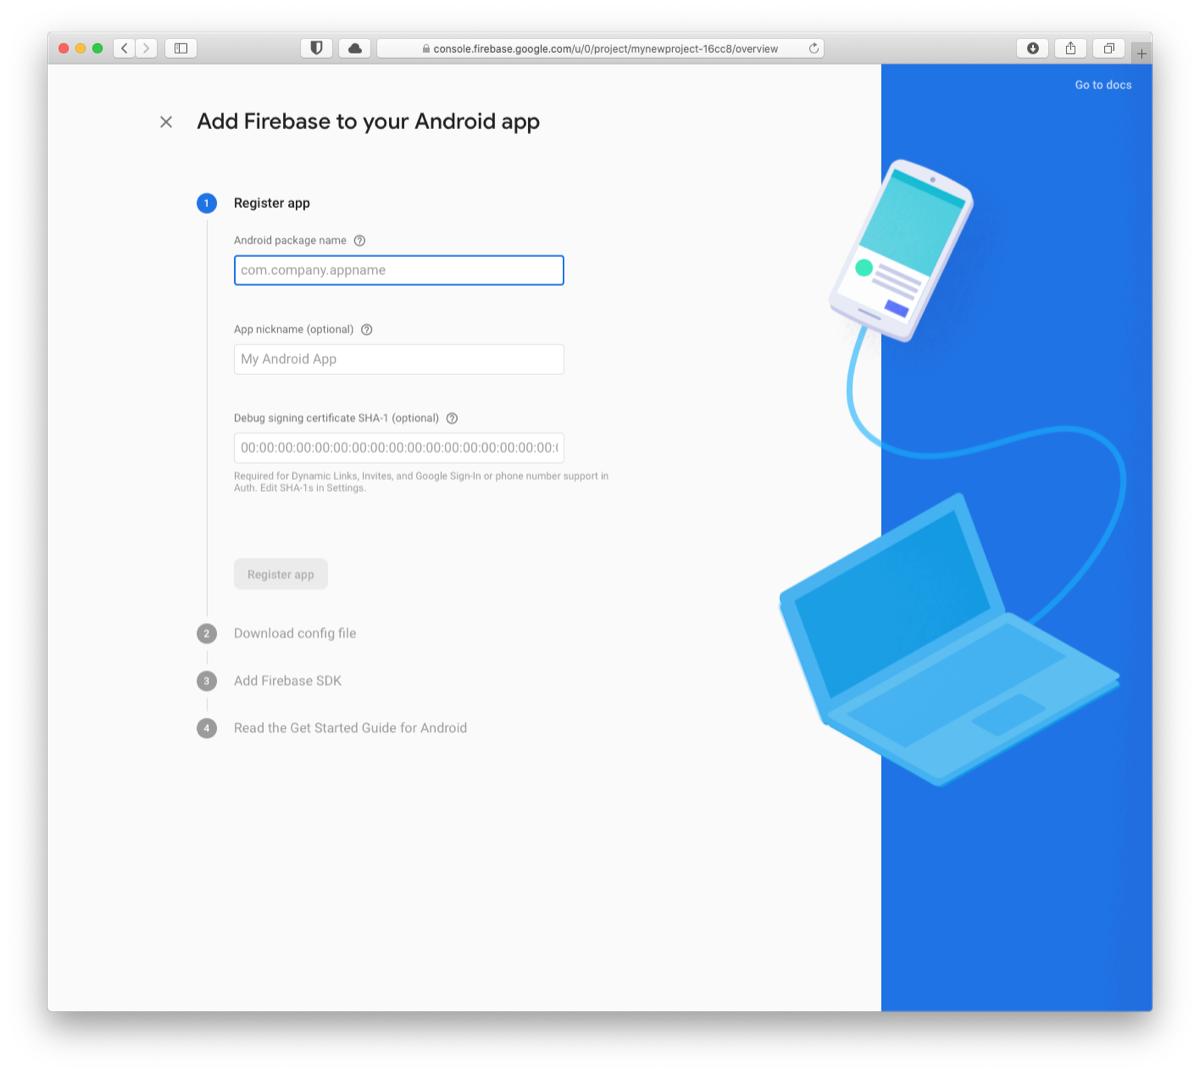 console.firebase.google.com/u/0/project/mynewproject-16cc8/overview
Go to docs
Add Firebase to your Android app
1 Register app
Android package name ?
com.company.appname
App nickname (optional) ?
My Android App
Debug signing certificate SHA-1 (optional) ?
00:00:00:00:00:00:00:00:00:00:00:00:00:00:00:00:00:
Required for Dynamic Links, Invites, and Google Sign-In or phone number support in
Auth. Edit SHA-1s in Settings.
Register app
2 Download config file
3 Add Firebase SDK
4 Read the Get Started Guide for Android